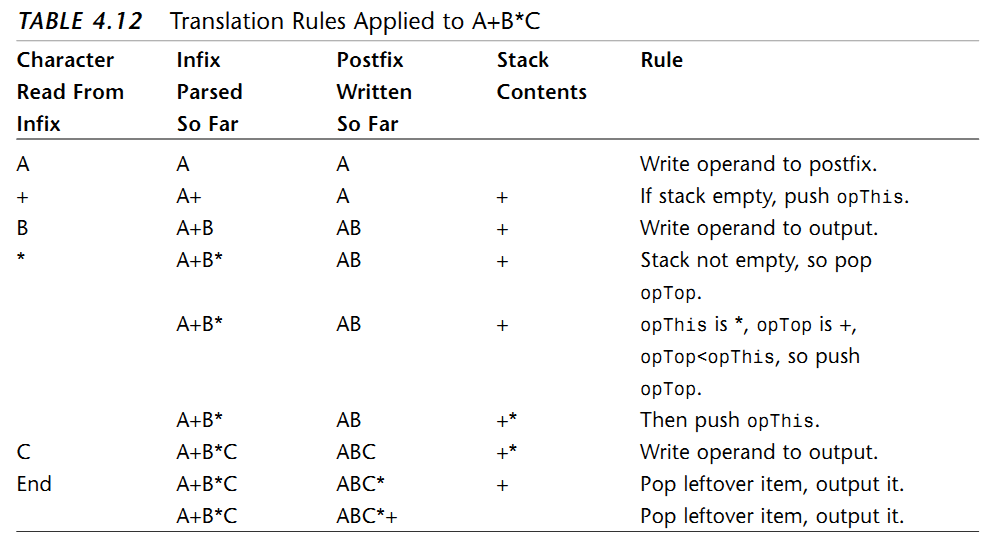 TABLE 4.12 Translation Rules Applied to A+B*C
Character Infix Postfix Stack Rule
Read From Parsed Written Contents
Infix So Far So Far
A A A Write operand to postfix.
+ A+ A + If stack empty, push opThis.
B A+B AB + Write operand to output.
* A+B* AB + Stack not empty, so pop
opTop.
A+B* AB + opThis is *, opTop is +,
opTop<opThis, so push
opTop.
A+B* AB +* Then push opThis.
C A+B*C ABC +* Write operand to output.
End A+B*C ABC* + Pop leftover item, output it.
A+B*C ABC*+ Pop leftover item, output it.